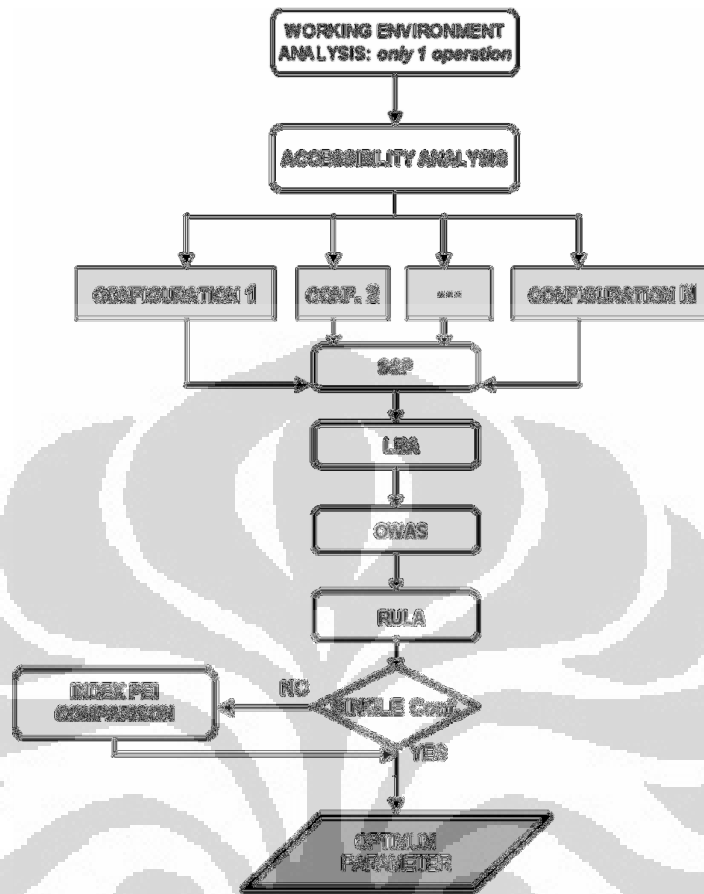 WORKING ENVIRONMENT
ANALYSIS: only 1 operation
ACCESSIBILITY ANALYSIS
CONFIGURATION 1
CONF. 2
CONFIGURATION N
SSP
LBA
OWAS
RULA
NO
INDEX PEI
COMPARISON
Conf.
YES
OPTIMUM
PARAMETER